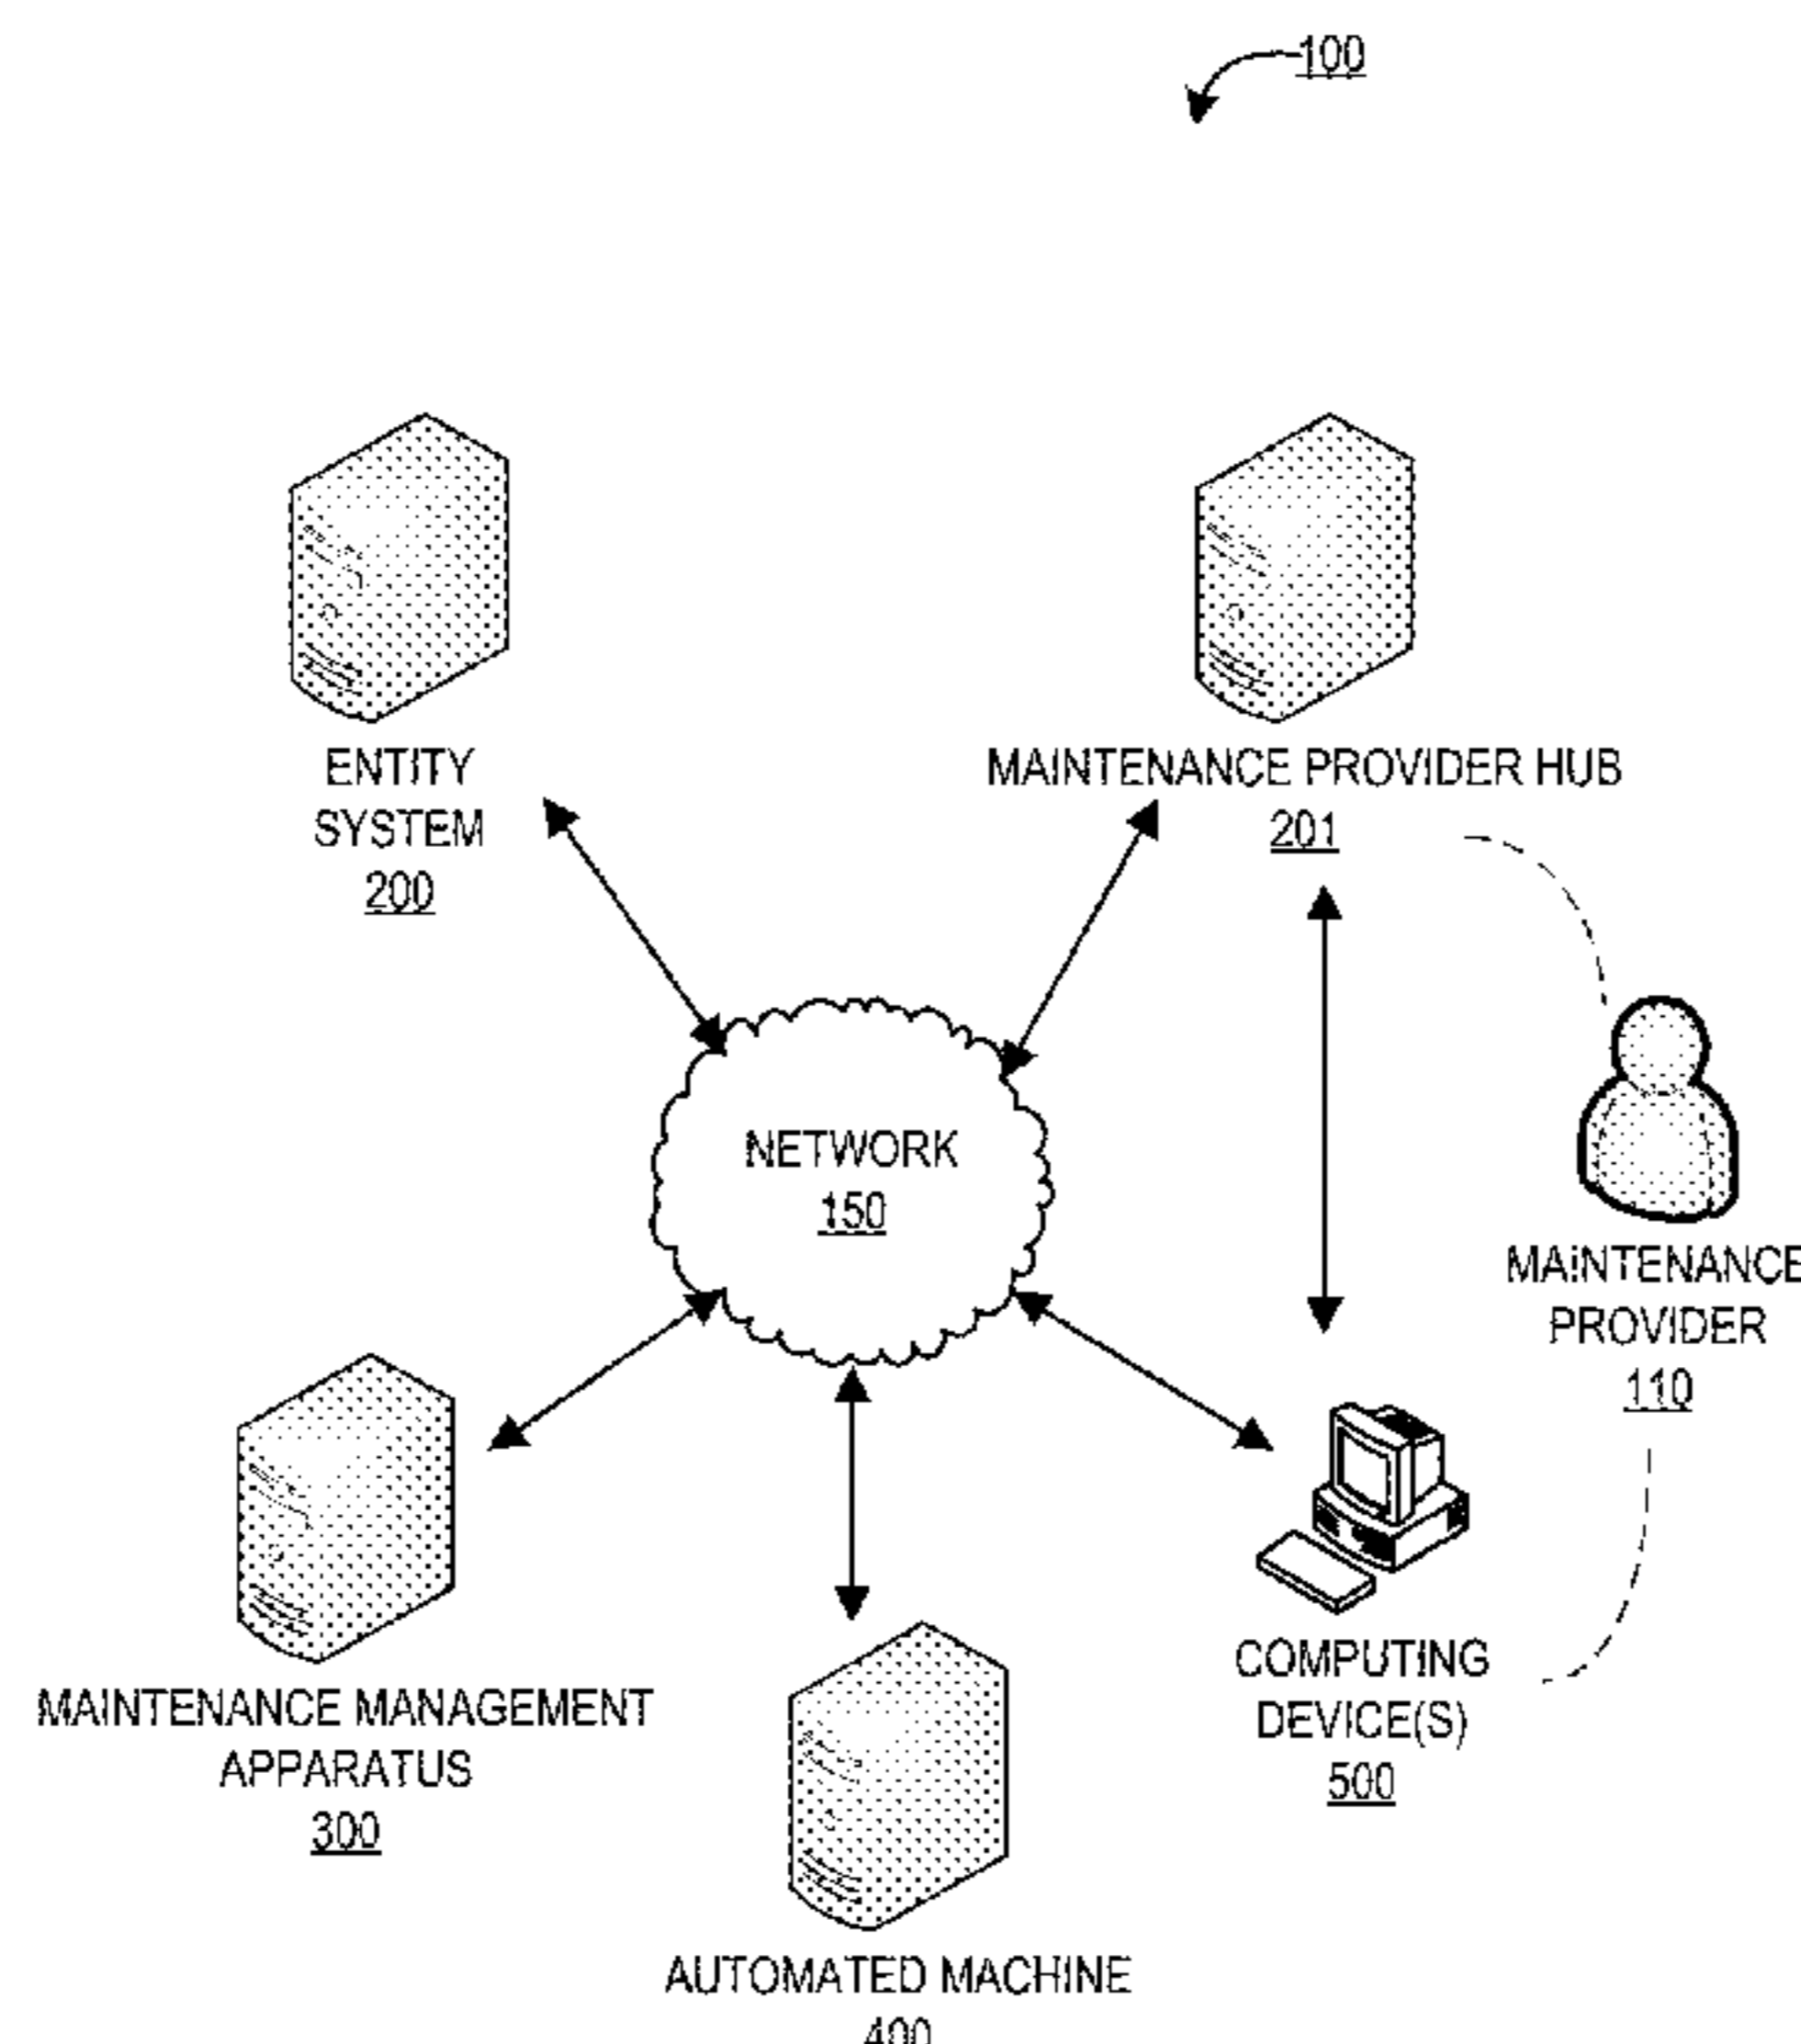 100
ENTITY
SYSTEM
200
MAINTENANCE PROVIDER HUB
201
NETWORK
150
MAINTENANCE
PROVIDER
110
MAINTENANCE MANAGEMENT
APPARATUS
300
COMPUTING
DEVICE(S)
500
AUTOMATED MACHINE
400